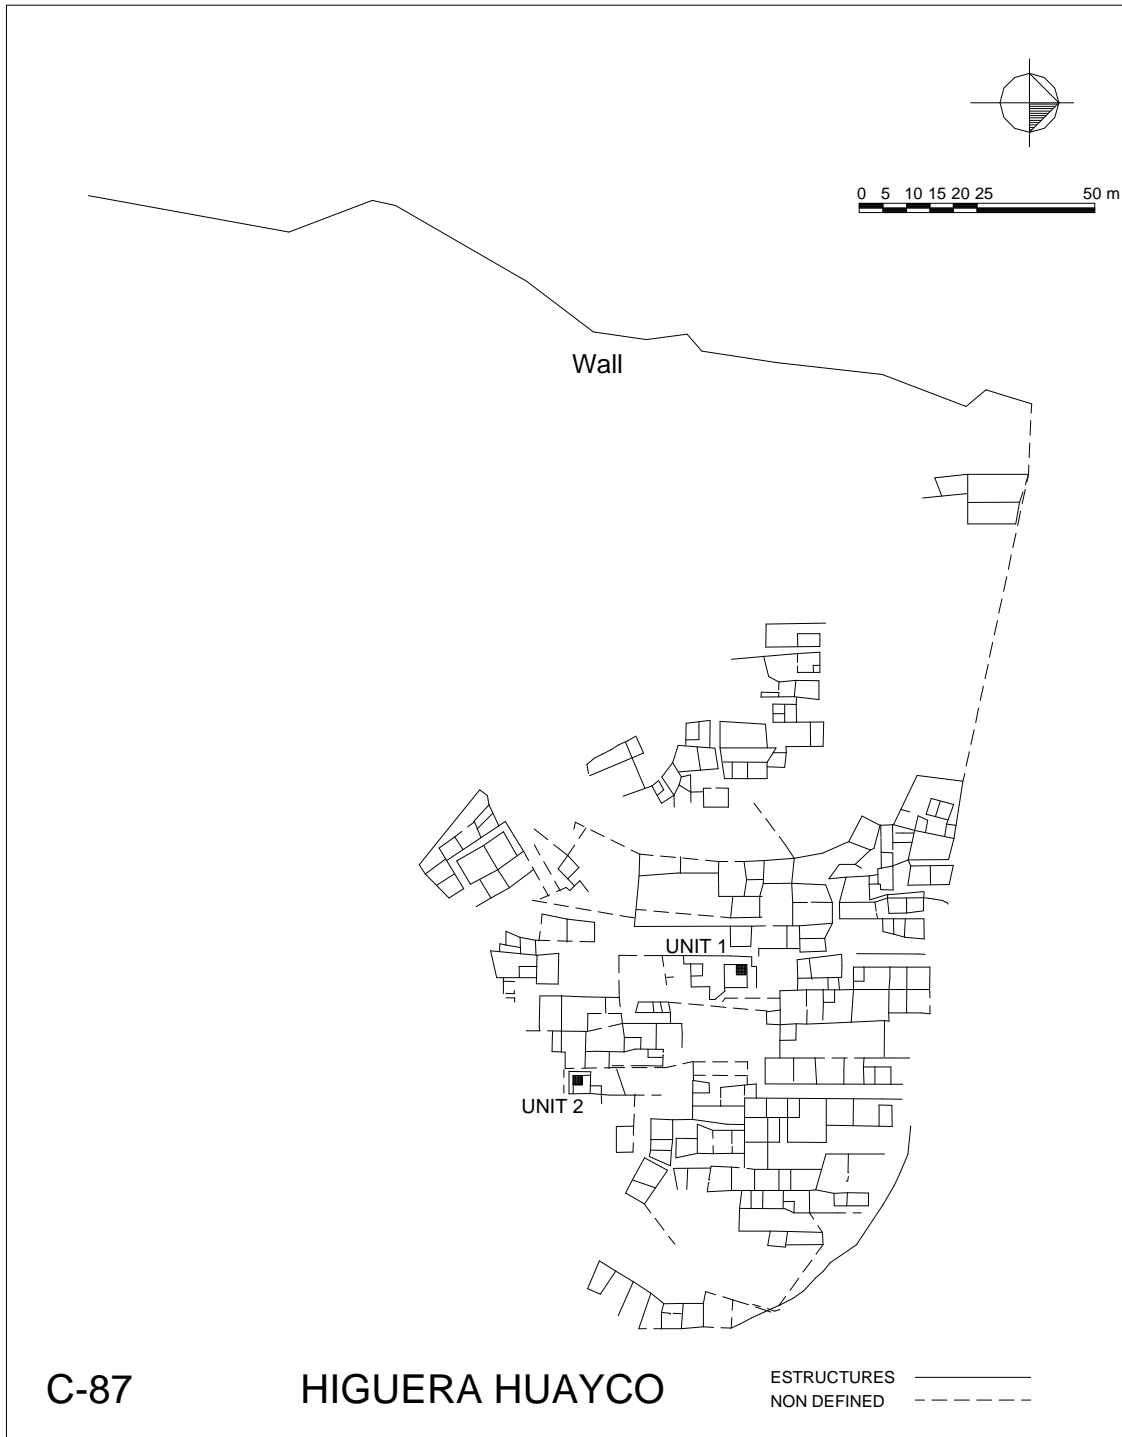 0 5 10 15 20 25 50 m
Wall
UNIT 1
UNIT 2
C-87
HIGUERA HUAYCO
ESTRUCTURES
NON DEFINED